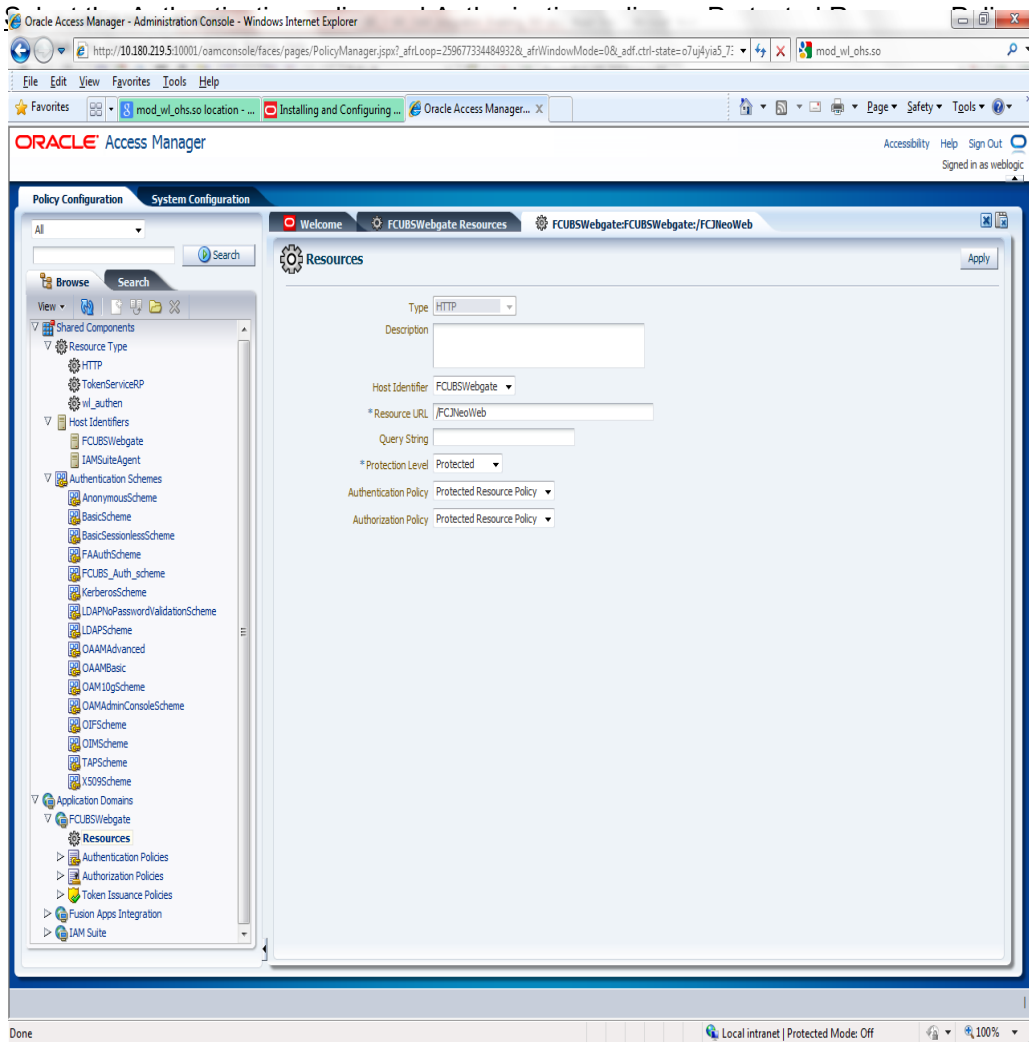 Oracle Access Manager - Administration Console - Windows Internet Explorer
http://10.180.219.5:10001/oamconsole/faces/pages/PolicyManager.jspx?_afrLoop=259677334484932&_afrWindowMode=0&_adf.ctrl-state=o7uj4yia5_73
mod_wl_ohs.so
File Edit View Favorites Tools Help
Favorites
mod_wl_ohs.so location - ...
Installing and Configuring ...
Oracle Access Manager... X
Page Safety Tools
ORACLE Access Manager
Accessibility Help Sign Out
Signed in as weblogic
Policy Configuration System Configuration
All
Search
Browse Search
View
Shared Components
Resource Type
HTTP
TokenServiceRP
wl_authen
Host Identifiers
FCUBSWebgate
IAMSuiteAgent
Authentication Schemes
AnonymousScheme
BasicScheme
BasicSessionlessScheme
FAAuthScheme
FCUBS_Auth_scheme
KerberosScheme
LDAPNoPasswordValidationScheme
LDAPScheme
OAAMAdvanced
OAAMBasic
OAM10gScheme
OAMAdminConsoleScheme
OIFScheme
OIMScheme
TAPScheme
X509Scheme
Application Domains
FCUBSWebgate
Resources
Authentication Policies
Authorization Policies
Token Issuance Policies
Fusion Apps Integration
IAM Suite
Welcome
FCUBSWebgate Resources
FCUBSWebgate:FCUBSWebgate:/FCJNeoWeb
Resources
Apply
Type HTTP
Description
Host Identifier FCUBSWebgate
* Resource URL /FCJNeoWeb
Query String
* Protection Level Protected
Authentication Policy Protected Resource Policy
Authorization Policy Protected Resource Policy
Done
Local intranet | Protected Mode: Off
100%